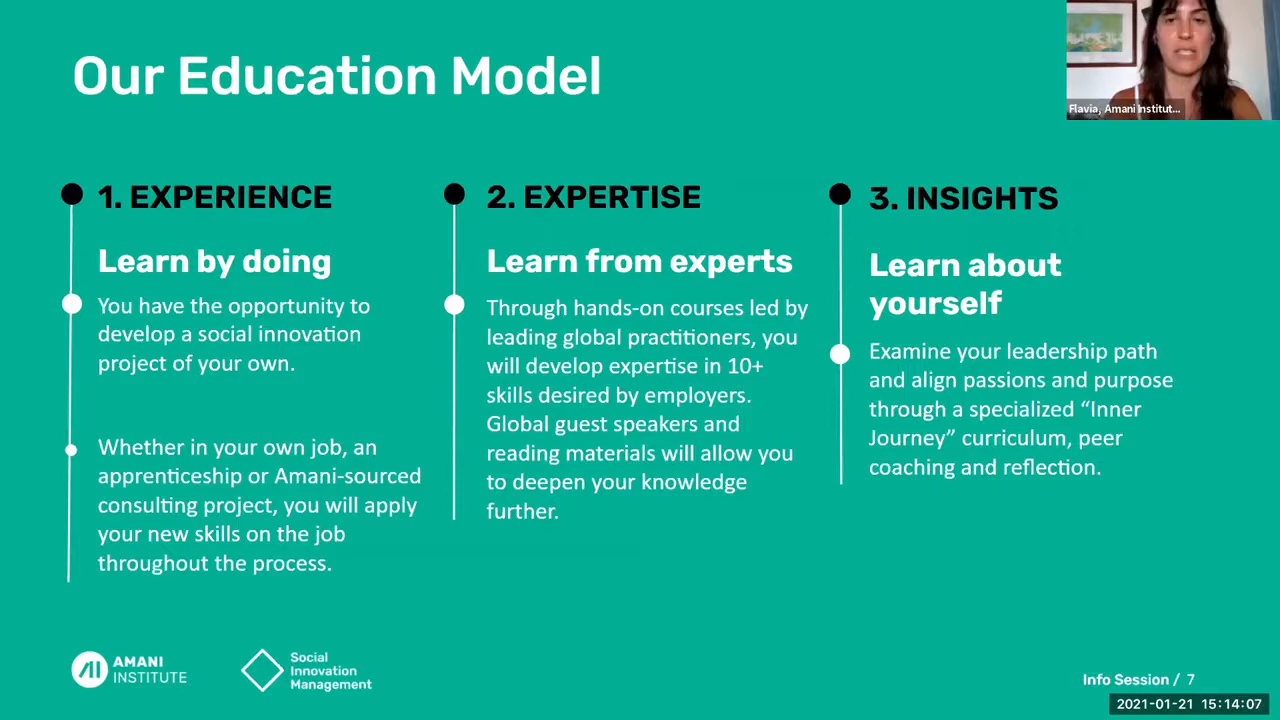 Our Education Model
Flavia, Amani Institut...
1. EXPERIENCE
Learn by doing
You have the opportunity to
develop a social innovation
project of your own.
Whether in your own job, an
apprenticeship or Amani-sourced
consulting project, you will apply
your new skills on the job
throughout the process.
2. EXPERTISE
Learn from experts
Through hands-on courses led by
leading global practitioners, you
will develop expertise in 10+
skills desired by employers.
Global guest speakers and
reading materials will allow you
to deepen your knowledge
further.
3. INSIGHTS
Learn about
yourself
Examine your leadership path
and align passions and purpose
through a specialized “Inner
Journey” curriculum, peer
coaching and reflection.
AMANI
INSTITUTE
Social
Innovation
Management
Info Session / 7
2021-01-21 15:14:07